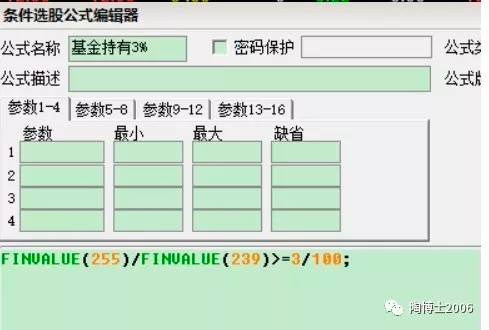 条件选股公式编辑器
公式名称 基金持有3% 密码保护 公式类
公式描述 公式版
参数1-4 参数5-8 参数9-12 参数13-16
参数 最小 最大 缺省
1
2
3
4
FINVALUE(255)/FINVALUE(239)>=3/100;
陶博士2006